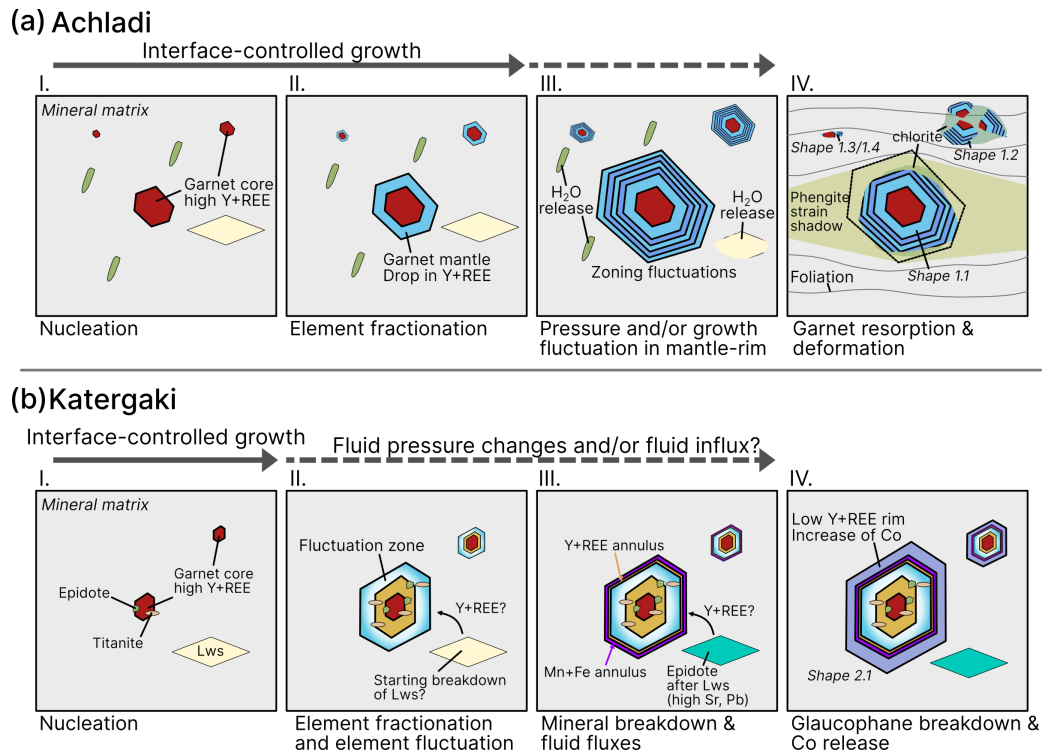 (a) Achladi
Interface-controlled growth
I.
II.
III.
IV.
Mineral matrix
Garnet core
high Y+REE
Nucleation
Garnet mantle
Drop in Y+REE
Element fractionation
H₂O
release
H₂O
release
Zoning fluctuations
Pressure and/or growth
fluctuation in mantle-rim
chlorite
Shape 1.3/1.4
Shape 1.2
Phengite
strain
shadow
Shape 1.1
Foliation
Garnet resorption &
deformation
(b) Katergaki
Interface-controlled growth
Fluid pressure changes and/or fluid influx?
I.
II.
III.
IV.
Mineral matrix
Garnet core
high Y+REE
Epidote
Titanite
Lws
Nucleation
Fluctuation zone
Y+REE?
Starting breakdown
of Lws?
Element fractionation
and element fluctuation
Y+REE annulus
Y+REE?
Mn+Fe annulus
Epidote
after Lws
(high Sr, Pb)
Mineral breakdown &
fluid fluxes
Low Y+REE rim
Increase of Co
Shape 2.1
Glaucophane breakdown &
Co release